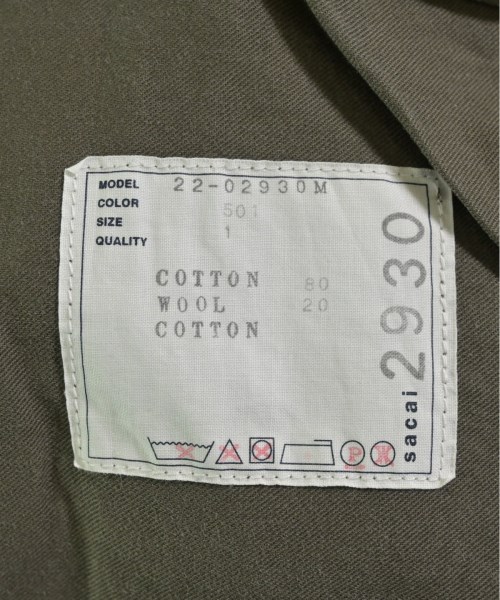 MODEL 22-02930M
COLOR 501
SIZE 1
QUALITY
COTTON 80
WOOL 20
COTTON
P W
sacai 2930